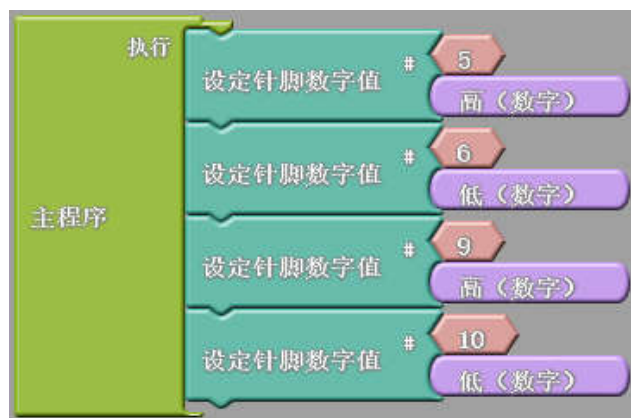 执行
主程序
设定针脚数字值 # 5
高（数字）
设定针脚数字值 # 6
低（数字）
设定针脚数字值 # 9
高（数字）
设定针脚数字值 # 10
低（数字）